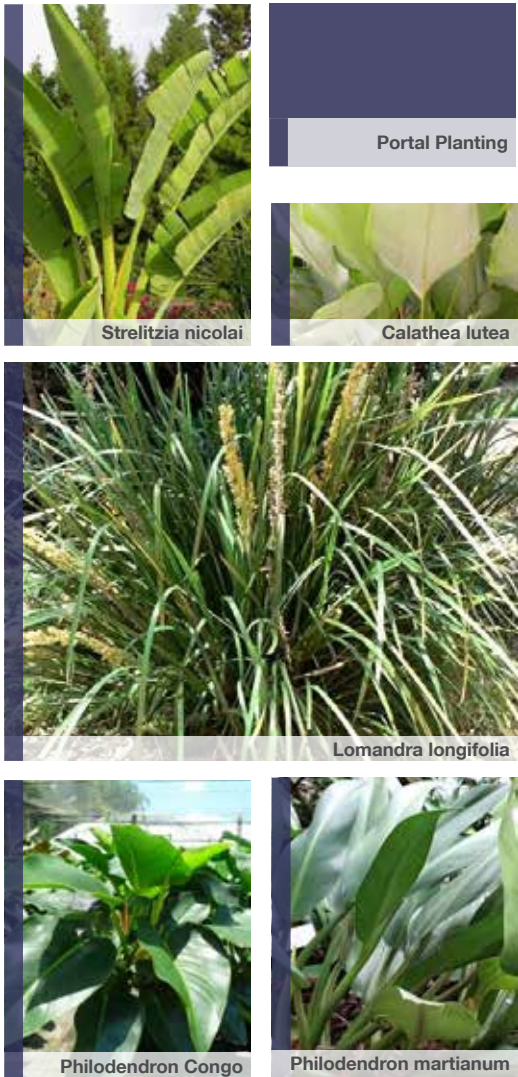 Portal Planting
Strelitzia nicolai
Calathea lutea
Lomandra longifolia
Philodendron Congo
Philodendron martianum